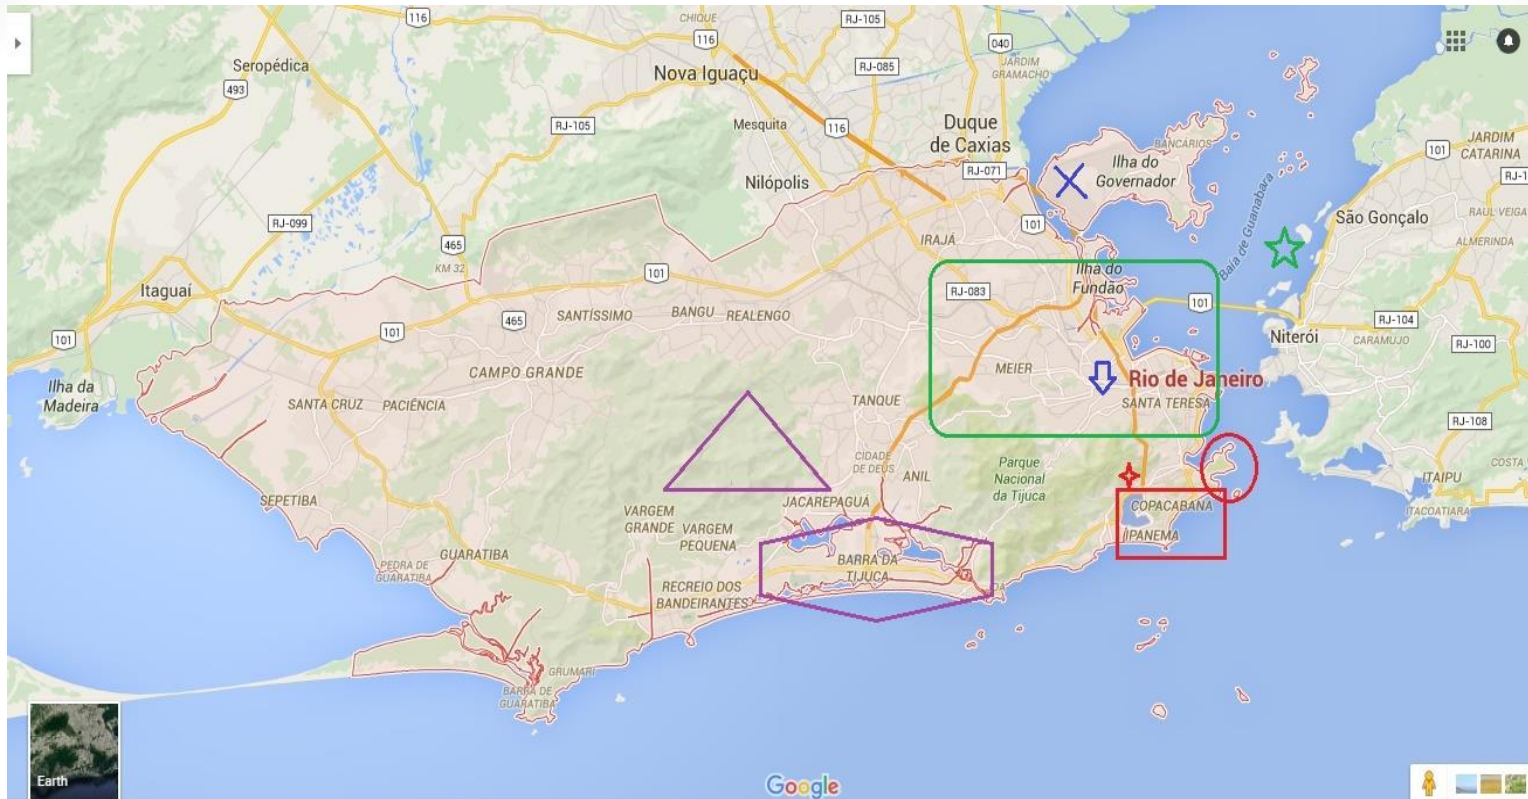 116
CHIQUE
RJ-105
116
040
Seropédica
Nova Iguaçu
RJ-085
JARDIM
GRAMACHO
493
RJ-105
Mesquita
116
Duque
de Caxias
BANCÁRIOS
101
JARDIM
CATARINA
Ilha do
Governador
RJ-071
RJ-1
Nilópolis
RJ-099
101
Baía de Guanabara
São Gonçalo
RAUL VEIGA
465
KM 32
IRAJÁ
ALMERINDA
101
Ilha do
Fundão
Itaguaí
RJ-083
101
465
SANTÍSSIMO
BANGU
REALENGO
RJ-104
101
101
Niterói
CARAMUJO
RJ-100
CAMPO GRANDE
MEIER
Rio de Janeiro
Ilha da
Madeira
SANTA CRUZ
PACIÊNCIA
TANQUE
SANTA TERESA
RJ-108
CIDADE
DE DEUS
ANIL
Parque
Nacional
da Tijuca
ITAIPU
COSTA
SEPETIBA
JACAREPAGUÁ
COPACABANA
ITACOATIARA
VARGEM
GRANDE
VARGEM
PEQUENA
IPANEMA
GUARATIBA
PEDRA DE
GUARATIBA
BARRA DA
TIJUCA
RECREIO DOS
BANDEIRANTES
GRUMARI
BARRA DE
GUARATIBA
Earth
Google